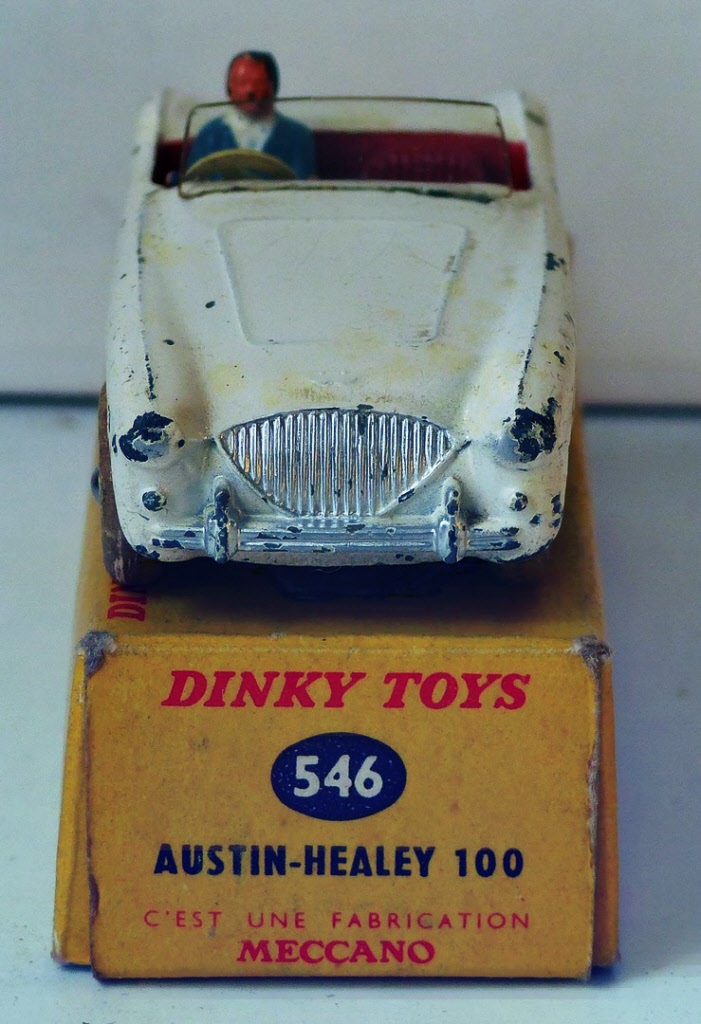 DINKY TOYS
546
AUSTIN-HEALEY 100
C'EST UNE FABRICATION
MECCANO